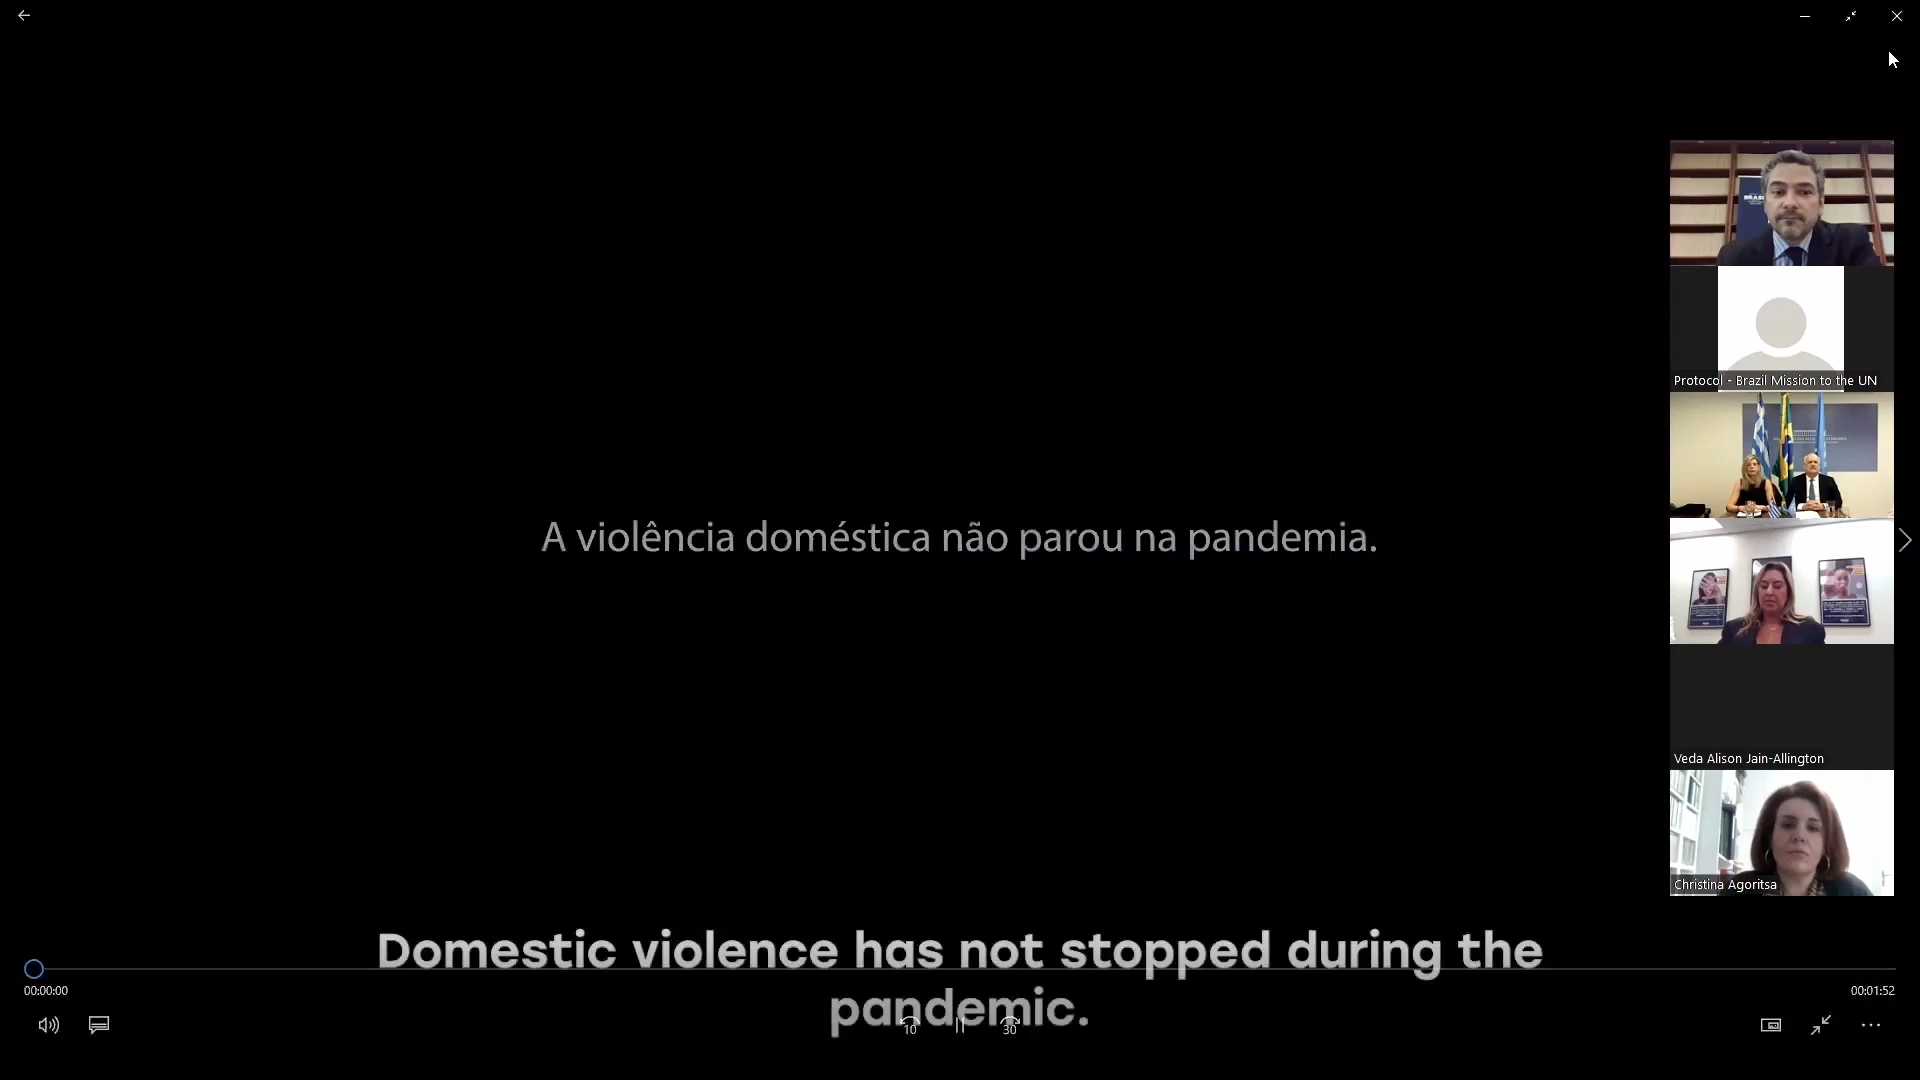 BRAS
Protocol - Brazil Mission to the UN
A violência doméstica não parou na pandemia.
Veda Alison Jain-Allington
Christina Agoritsa
Domestic violence has not stopped during the
pandemic.
00:00:00
00:01:52
10
30